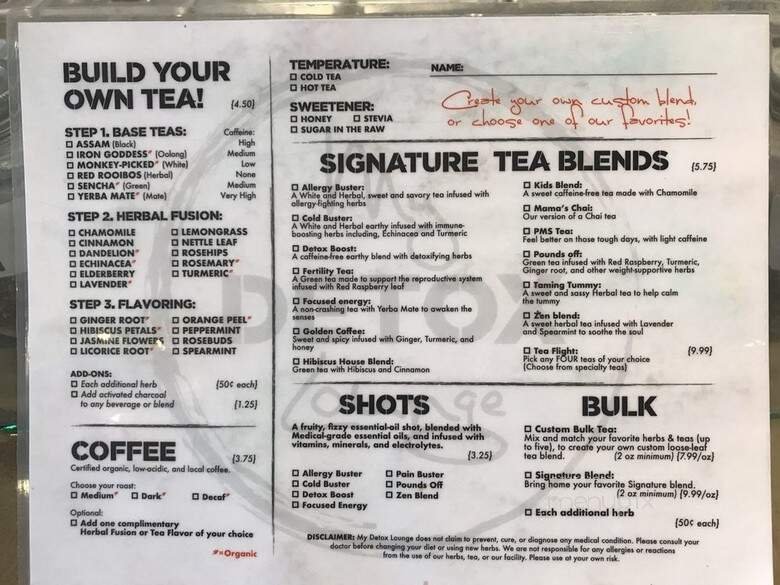 BUILD YOUR
OWN TEA! {4.50}
STEP 1. BASE TEAS: Caffeine:
☐ ASSAM (Black) High
☐ IRON GODDESS* (Oolong) Medium
☐ MONKEY-PICKED* (White) Low
☐ RED ROOIBOS (Herbal) None
☐ SENCHA* (Green) Medium
☐ YERBA MATE* (Mate) Very High
STEP 2. HERBAL FUSION:
☐ CHAMOMILE ☐ LEMONGRASS
☐ CINNAMON ☐ NETTLE LEAF
☐ DANDELION* ☐ ROSEHIPS
☐ ECHINACEA* ☐ ROSEMARY*
☐ ELDERBERRY ☐ TURMERIC*
☐ LAVENDER*
STEP 3. FLAVORING:
☐ GINGER ROOT* ☐ ORANGE PEEL*
☐ HIBISCUS PETALS* ☐ PEPPERMINT
☐ JASMINE FLOWERS ☐ ROSEBUDS
☐ LICORICE ROOT* ☐ SPEARMINT
ADD-ONS:
☐ Each additional herb {50¢ each}
☐ Add activated charcoal
to any beverage or blend {1.25}
COFFEE {3.75}
Certified organic, low-acidic, and local coffee.
Choose your roast:
☐ Medium* ☐ Dark* ☐ Decaf*
Optional:
☐ Add one complimentary
Herbal Fusion or Tea Flavor of your choice
*=Organic
TEMPERATURE:
☐ COLD TEA
☐ HOT TEA
SWEETENER:
☐ HONEY ☐ STEVIA
☐ SUGAR IN THE RAW
NAME:
Create your own custom blend,
or choose one of our favorites!
SIGNATURE TEA BLENDS {5.75}
☐ Allergy Buster:
A White and Herbal, sweet and savory tea infused with
allergy-fighting herbs
☐ Cold Buster:
A White and Herbal earthy infused with immune-
boosting herbs including, Echinacea and Turmeric
☐ Detox Boost:
A caffeine-free earthy blend with detoxifying herbs
☐ Fertility Tea:
A Green tea made to support the reproductive system
infused with Red Raspberry leaf
☐ Focused energy:
A non-crashing tea with Yerba Mate to awaken the
senses
☐ Golden Coffee:
Sweet and spicy infused with Ginger, Turmeric, and
honey
☐ Hibiscus House Blend:
Green tea with Hibiscus and Cinnamon
☐ Kids Blend:
A sweet caffeine-free tea made with Chamomile
☐ Mama's Chai:
Our version of a Chai tea
☐ PMS Tea:
Feel better on those tough days, with light caffeine
☐ Pounds off:
Green tea infused with Red Raspberry, Turmeric,
Ginger root, and other weight-supportive herbs
☐ Taming Tummy:
A sweet and sassy Herbal tea to help calm
the tummy
☐ Zen blend:
A sweet herbal tea infused with Lavender
and Spearmint to soothe the soul
☐ Tea Flight: {9.99}
Pick any FOUR teas of your choice
(Choose from specialty teas)
DETOX
Lounge
SHOTS
A fruity, fizzy essential-oil shot, blended with
Medical-grade essential oils, and infused with
vitamins, minerals, and electrolytes. {3.25}
☐ Allergy Buster ☐ Pain Buster
☐ Cold Buster ☐ Pounds Off
☐ Detox Boost ☐ Zen Blend
☐ Focused Energy
BULK
☐ Custom Bulk Tea:
Mix and match your favorite herbs & teas (up
to five), to create your own custom loose-leaf
tea blend. (2 oz minimum) {7.99/oz}
☐ Signature Blend:
Bring home your favorite Signature blend.
(2 oz minimum) {9.99/oz}
☐ Each additional herb
{50¢ each}
menupix
DISCLAIMER: My Detox Lounge does not claim to prevent, cure, or diagnose any medical condition. Please consult your
doctor before changing your diet or using new herbs. We are not responsible for any allergies or reactions
from the use of our herbs, tea, or our facility. Please use at your own risk.